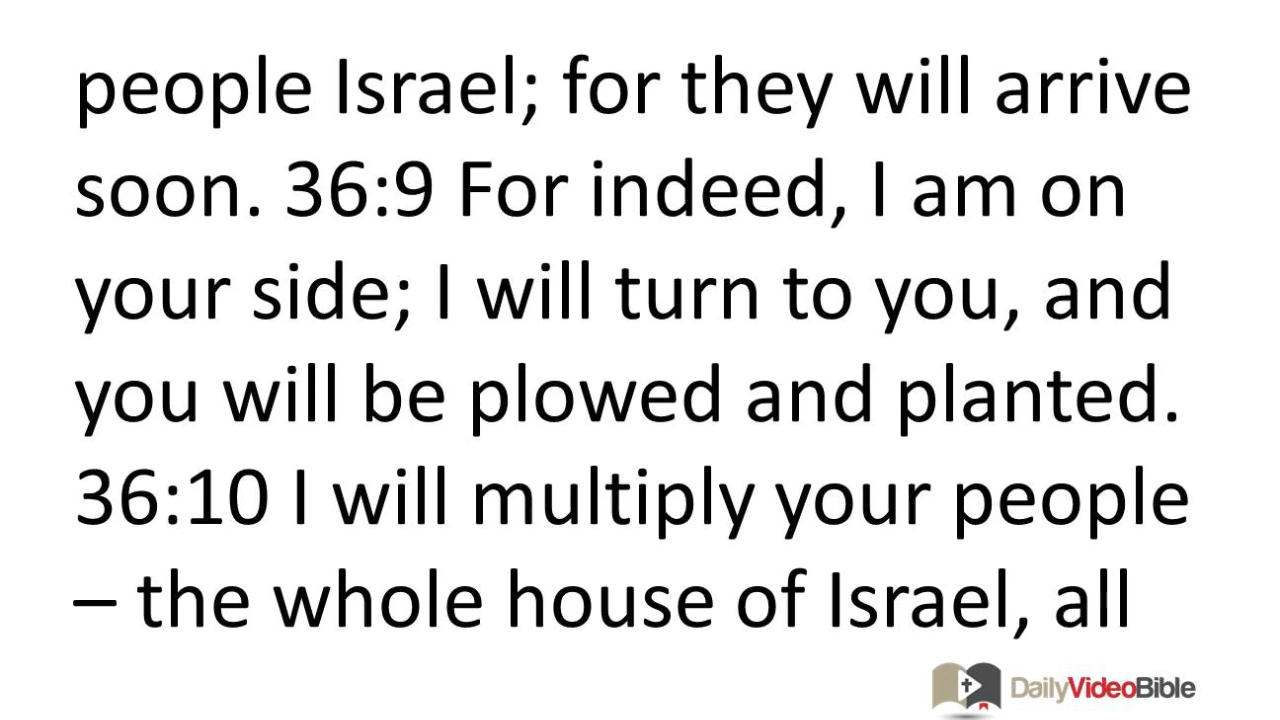 people Israel; for they will arrive
soon. 36:9 For indeed, I am on
your side; I will turn to you, and
you will be plowed and planted.
36:10 I will multiply your people
– the whole house of Israel, all
DailyVideoBible